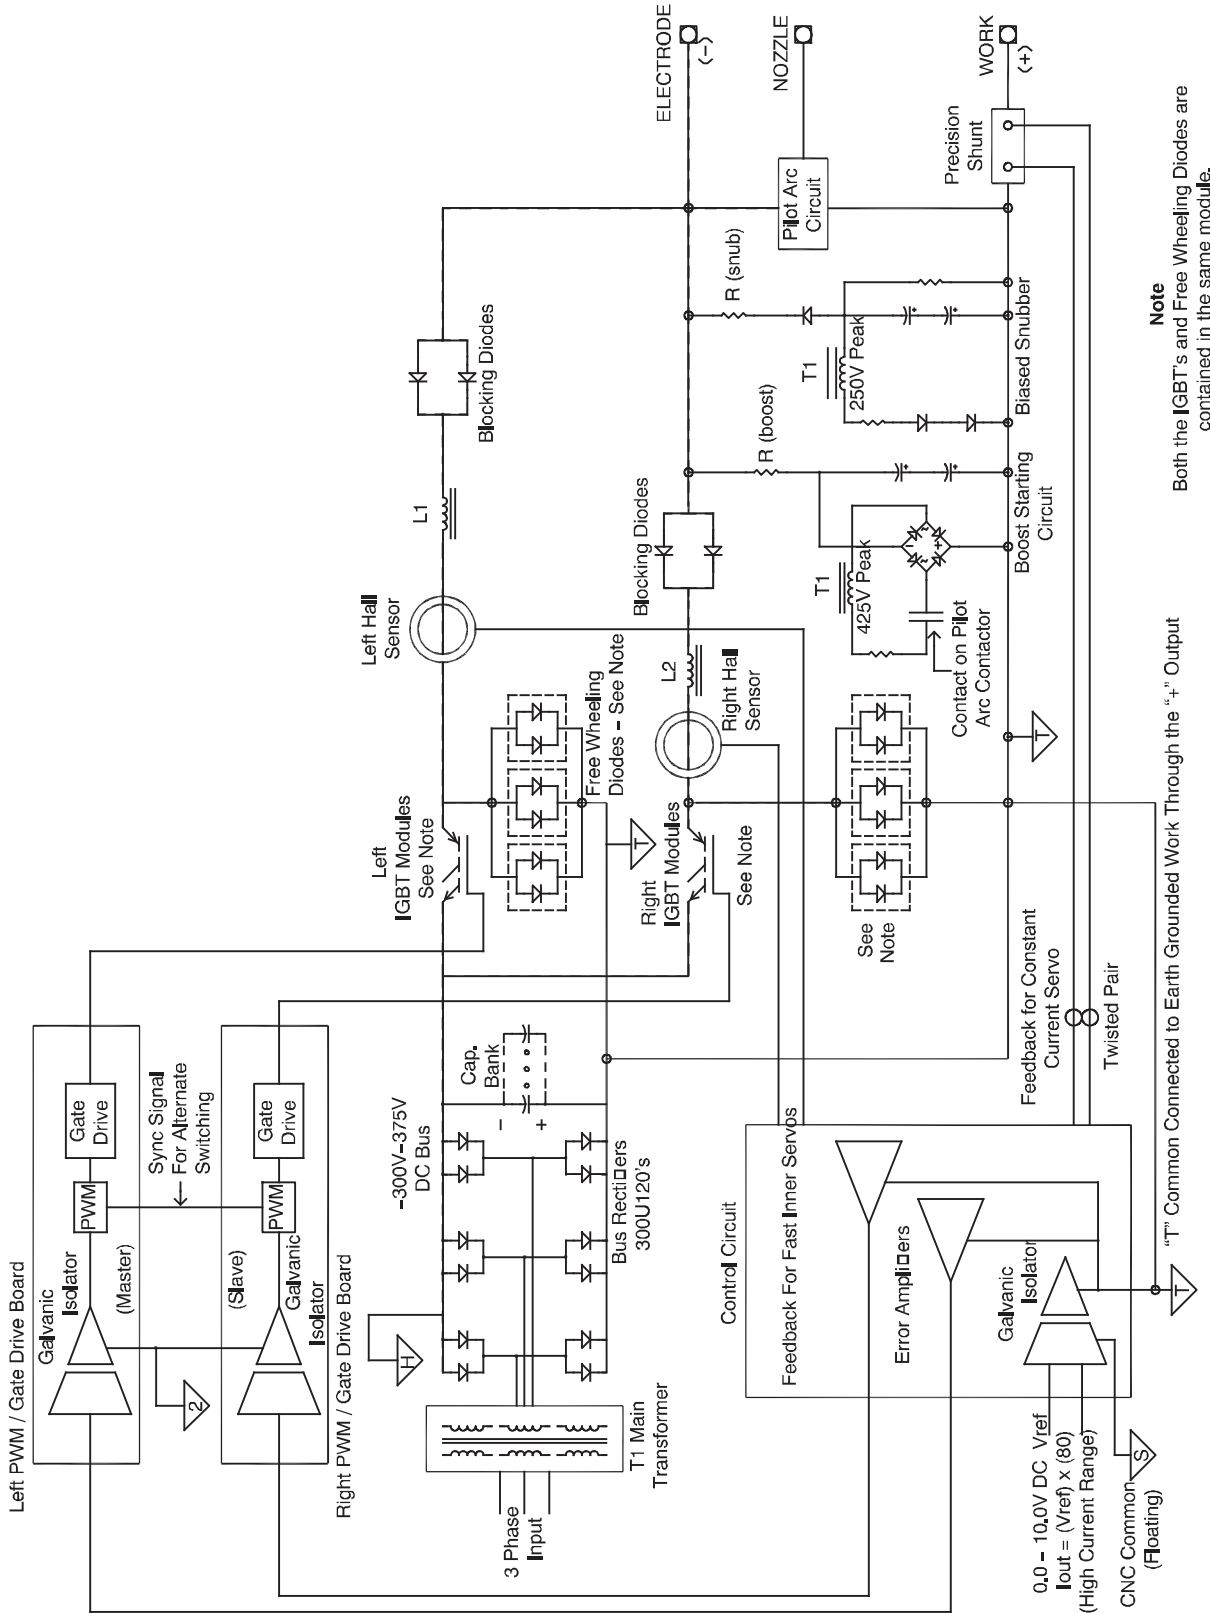 Left PWM / Gate Drive Board
Galvanic
Isolator
(Master)
PWM
Gate
Drive
Sync Signal
For Alternate
Switching
2
(Slave)
Galvanic
Isolator
PWM
Gate
Drive
Right PWM / Gate Drive Board
H
-300V-375V
DC Bus
Cap.
Bank
−
+
Bus Rectifiers
300U120's
T1 Main
Transformer
3 Phase
Input
Left
IGBT Modules
See Note
Left Hall
Sensor
L1
Blocking Diodes
Free Wheeling
Diodes – See Note
T
Right
IGBT Modules
See Note
Right Hall
Sensor
L2
Blocking Diodes
See
Note
ELECTRODE
(−)
NOZZLE
Pilot Arc
Circuit
WORK
(+)
Precision
Shunt
R (snub)
T1
250V Peak
Biased Snubber
R (boost)
T1
425V Peak
−
+
~
~
Boost Starting
Circuit
Contact on Pilot
Arc Contactor
T
Note
Both the IGBT's and Free Wheeling Diodes are
contained in the same module.
Control Circuit
Feedback For Fast Inner Servos
Error Amplifiers
Galvanic
Isolator
Feedback for Constant
Current Servo
Twisted Pair
"T" Common Connected to Earth Grounded Work Through the "+" Output
T
0.0 – 10.0V DC Vref
Iout = (Vref) x (80)
(High Current Range)
CNC Common
(Floating)
S